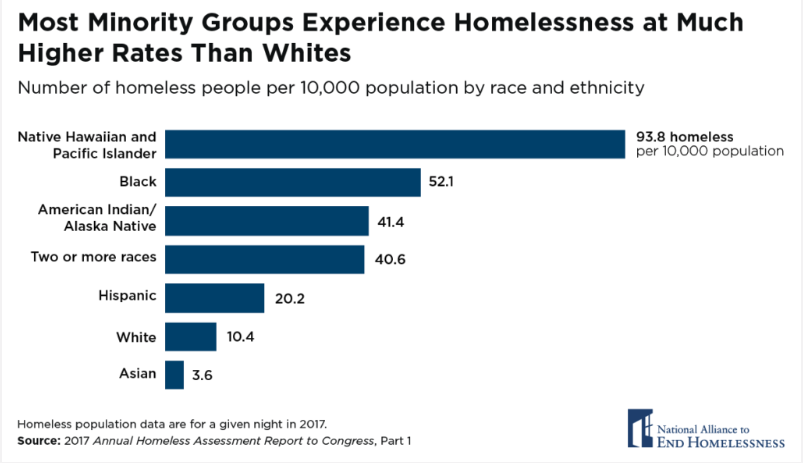 Most Minority Groups Experience Homelessness at Much
Higher Rates Than Whites
Number of homeless people per 10,000 population by race and ethnicity
Native Hawaiian and
Pacific Islander
93.8 homeless
per 10,000 population
Black
52.1
American Indian/
Alaska Native
41.4
Two or more races
40.6
Hispanic
20.2
White
10.4
Asian
3.6
Homeless population data are for a given night in 2017.
Source: 2017 Annual Homeless Assessment Report to Congress, Part 1
National Alliance to
END HOMELESSNESS